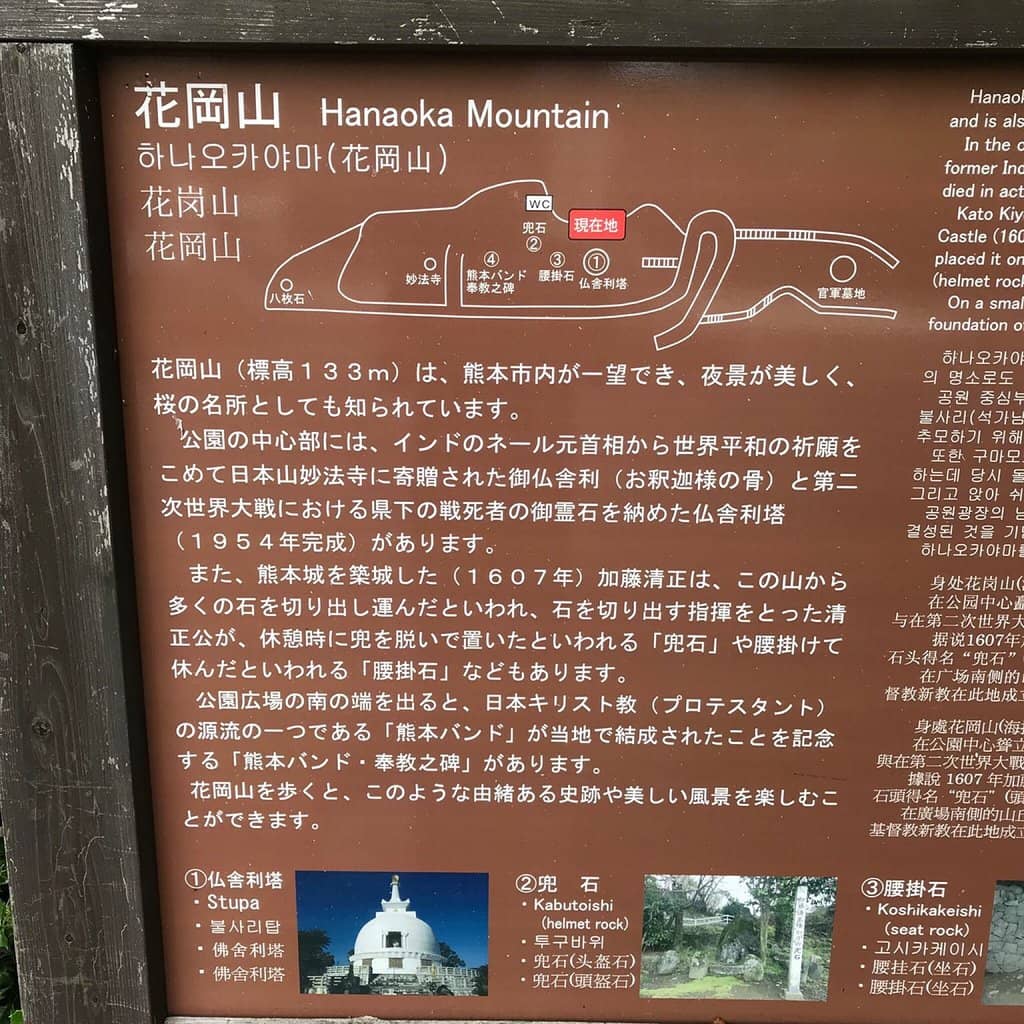 花岡山 Hanaoka Mountain
하나오카야마(花岡山)
花岗山
花岡山
WC
現在地
兜石
②
④
③
①
八枚石
妙法寺
熊本バンド
奉教之碑
腰掛石
仏舎利塔
官軍墓地
花岡山（標高１３３ｍ）は、熊本市内が一望でき、夜景が美しく、
桜の名所としても知られています。
公園の中心部には、インドのネール元首相から世界平和の祈願を
こめて日本山妙法寺に寄贈された御仏舎利（お釈迦様の骨）と第二
次世界大戦における県下の戦死者の御霊石を納めた仏舎利塔
（１９５４年完成）があります。
また、熊本城を築城した（１６０７年）加藤清正は、この山から
多くの石を切り出し運んだといわれ、石を切り出す指揮をとった清
正公が、休憩時に兜を脱いで置いたといわれる「兜石」や腰掛けて
休んだといわれる「腰掛石」などもあります。
公園広場の南の端を出ると、日本キリスト教（プロテスタント）
の源流の一つである「熊本バンド」が当地で結成されたことを記念
する「熊本バンド・奉教之碑」があります。
花岡山を歩くと、このような由緒ある史跡や美しい風景を楽しむこ
とができます。
Hanaok
and is als
In the c
former Ind
died in act
Kato Kiy
Castle (160
placed it on
(helmet rock
On a smal
foundation o
하나오카야
의 명소로도
공원 중심부
불사리(석가님
추모하기 위해
또한 구마모
하는데 당시 돌
그리고 앉아 쉬
공원광장의 남
결성된 것을 기
하나오카야마를
身处花岗山(
在公园中心矗
与在第二次世界大
据说1607年
石头得名“兜石”
在广场南侧的
督教新教在此地成立
身處花岡山(海拔
在公園中心聳立
與在第二次世界大戰
據說 1607 年加
石頭得名“兜石”(頭
在廣場南側的山丘
基督教新教在此地成立
①仏舎利塔
・Stupa
・불사리탑
・佛舍利塔
・佛舍利塔
②兜 石
・Kabutoishi
(helmet rock)
・투구바위
・兜石(头盔石)
・兜石(頭盔石)
③腰掛石
・Koshikakeishi
(seat rock)
・고시카케이시
・腰挂石(坐石)
・腰掛石(坐石)